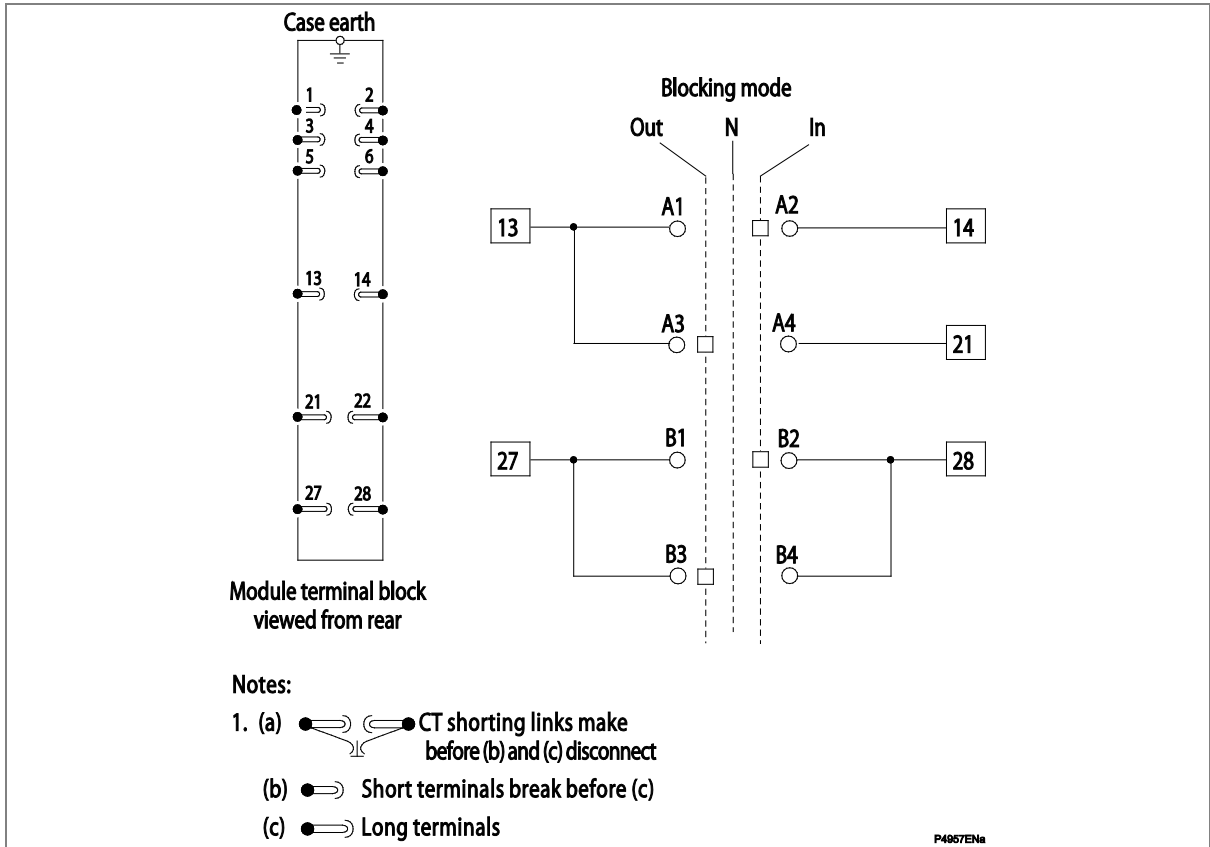 Case earth
1 2
3 4
5 6
13 14
21 22
27 28
Module terminal block
viewed from rear
Blocking mode
Out N In
13 A1 A2 14
A3 A4 21
27 B1 B2 28
B3 B4
Notes:
1. (a) CT shorting links make
before (b) and (c) disconnect
(b) Short terminals break before (c)
(c) Long terminals
P4957ENa